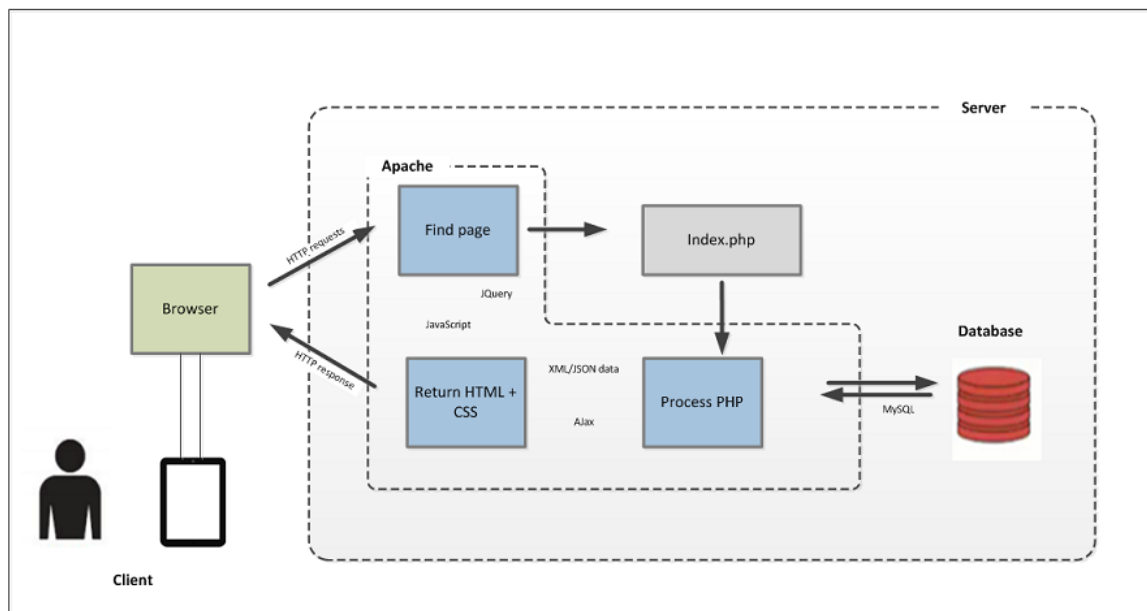 Server
Apache
Find page
Index.php
HTTP requests
JQuery
Browser
JavaScript
Database
HTTP response
XML/JSON data
Return HTML +
CSS
Process PHP
MySQL
AJax
Client